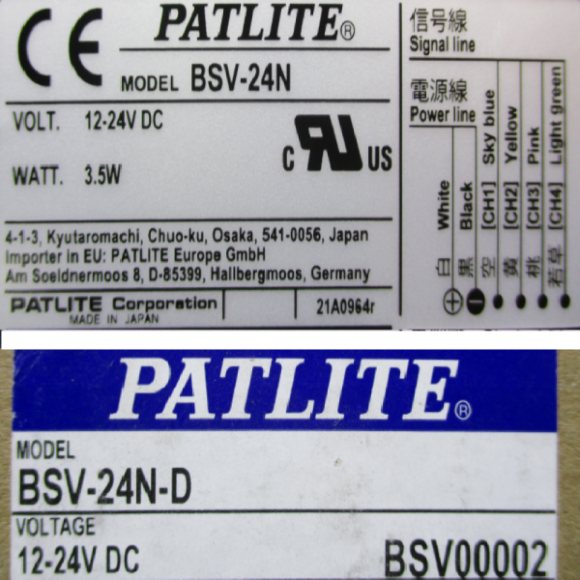 CE
PATLITE®
MODEL BSV-24N
VOLT. 12-24V DC
WATT. 3.5W
c RU US
4-1-3, Kyutaromachi, Chuo-ku, Osaka, 541-0056, Japan
Importer in EU: PATLITE Europe GmbH
Am Soeldnermoos 8, D-85399, Hallbergmoos, Germany
PATLITE Corporation
MADE IN JAPAN
21A0964r
信号線
Signal line
電源線
Power line
白 White
黒 Black
空 [CH1] Sky blue
黄 [CH2] Yellow
桃 [CH3] Pink
若草 [CH4] Light green
PATLITE®
MODEL
BSV-24N-D
VOLTAGE
12-24V DC
BSV00002